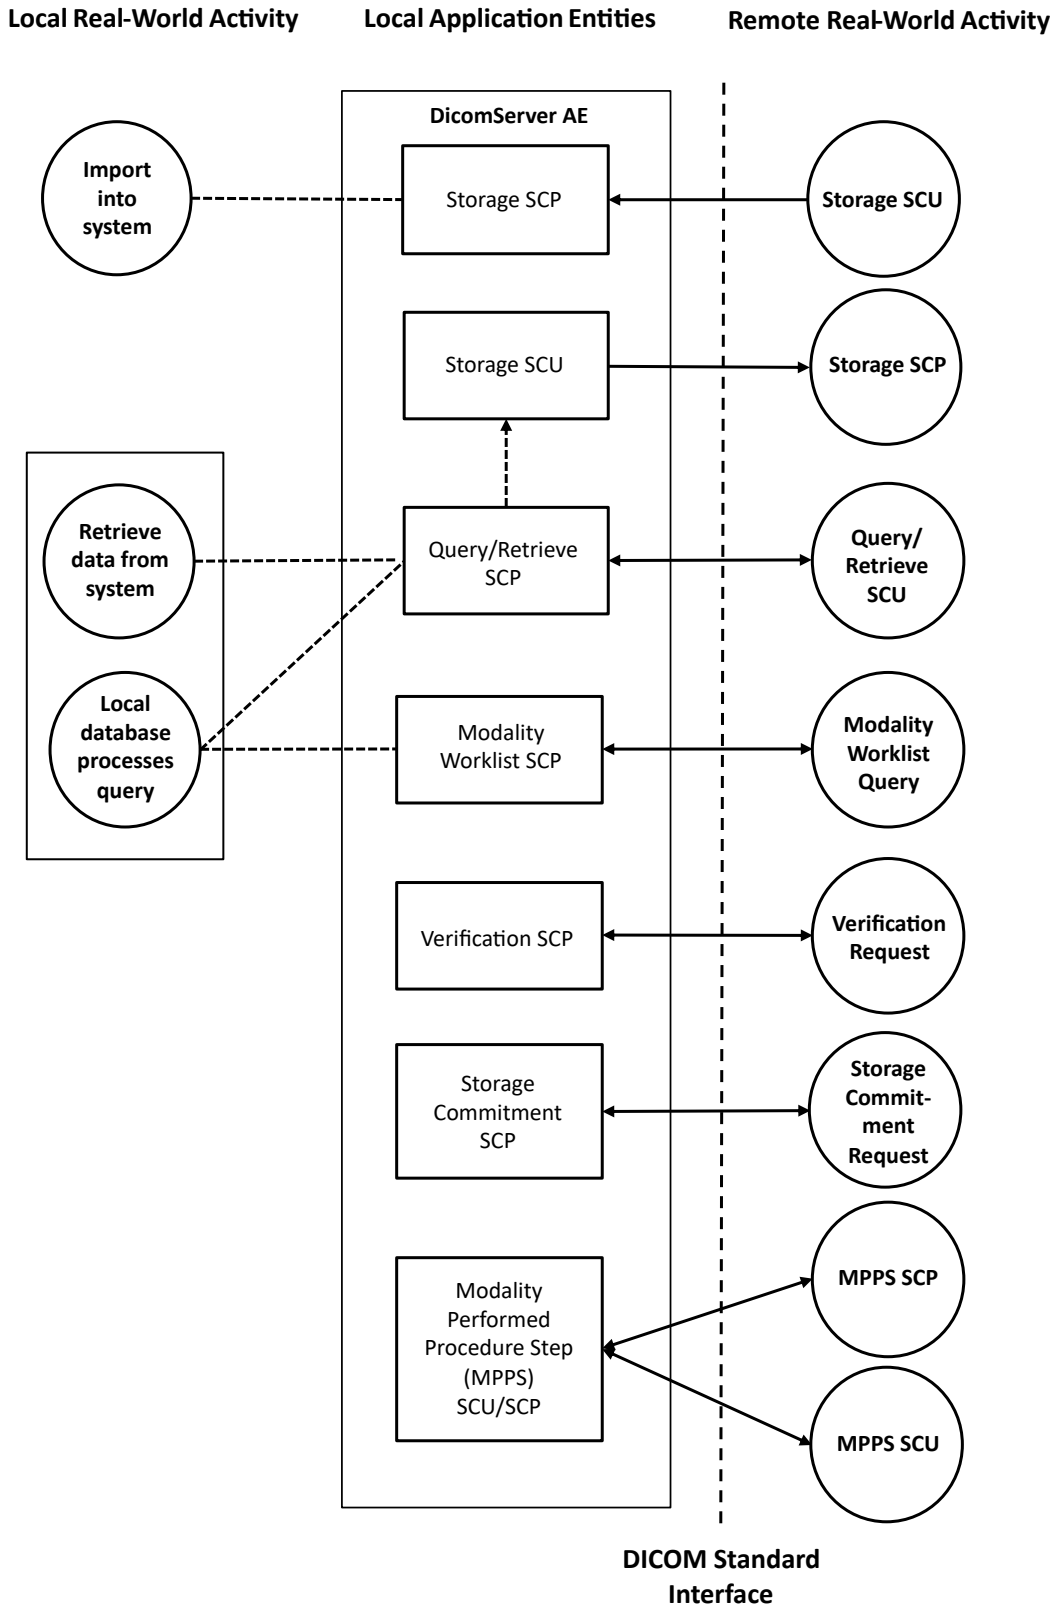 Local Real-World Activity
Local Application Entities
Remote Real-World Activity
DicomServer AE
Import
into
system
Storage SCP
Storage SCU
Storage SCU
Storage SCP
Retrieve
data from
system
Query/Retrieve
SCP
Query/
Retrieve
SCU
Local
database
processes
query
Modality
Worklist SCP
Modality
Worklist
Query
Verification SCP
Verification
Request
Storage
Commitment
SCP
Storage
Commit-
ment
Request
Modality
Performed
Procedure Step
(MPPS)
SCU/SCP
MPPS SCP
MPPS SCU
DICOM Standard
Interface